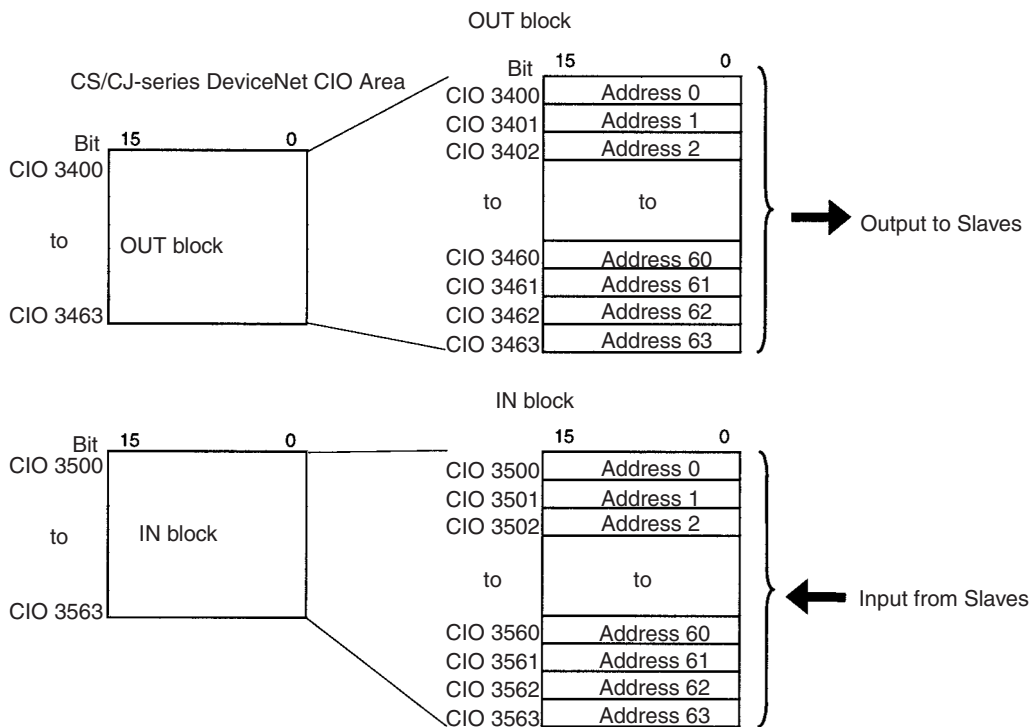 OUT block
CS/CJ-series DeviceNet CIO Area
Bit 15 0
CIO 3400
to
OUT block
CIO 3463
Bit 15 0
CIO 3400 Address 0
CIO 3401 Address 1
CIO 3402 Address 2
to to
CIO 3460 Address 60
CIO 3461 Address 61
CIO 3462 Address 62
CIO 3463 Address 63
Output to Slaves
IN block
Bit 15 0
CIO 3500
to
IN block
CIO 3563
15 0
CIO 3500 Address 0
CIO 3501 Address 1
CIO 3502 Address 2
to to
CIO 3560 Address 60
CIO 3561 Address 61
CIO 3562 Address 62
CIO 3563 Address 63
Input from Slaves